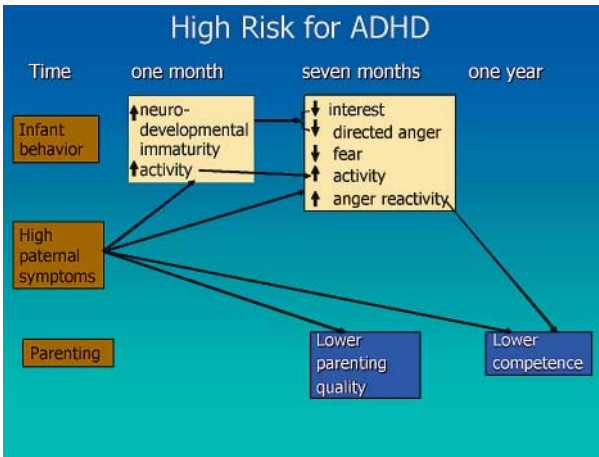 High Risk for ADHD
Time one month seven months one year
Infant
behavior
neuro-
developmental
immaturity
activity
interest
directed anger
fear
activity
anger reactivity
High
paternal
symptoms
Parenting
Lower
parenting
quality
Lower
competence